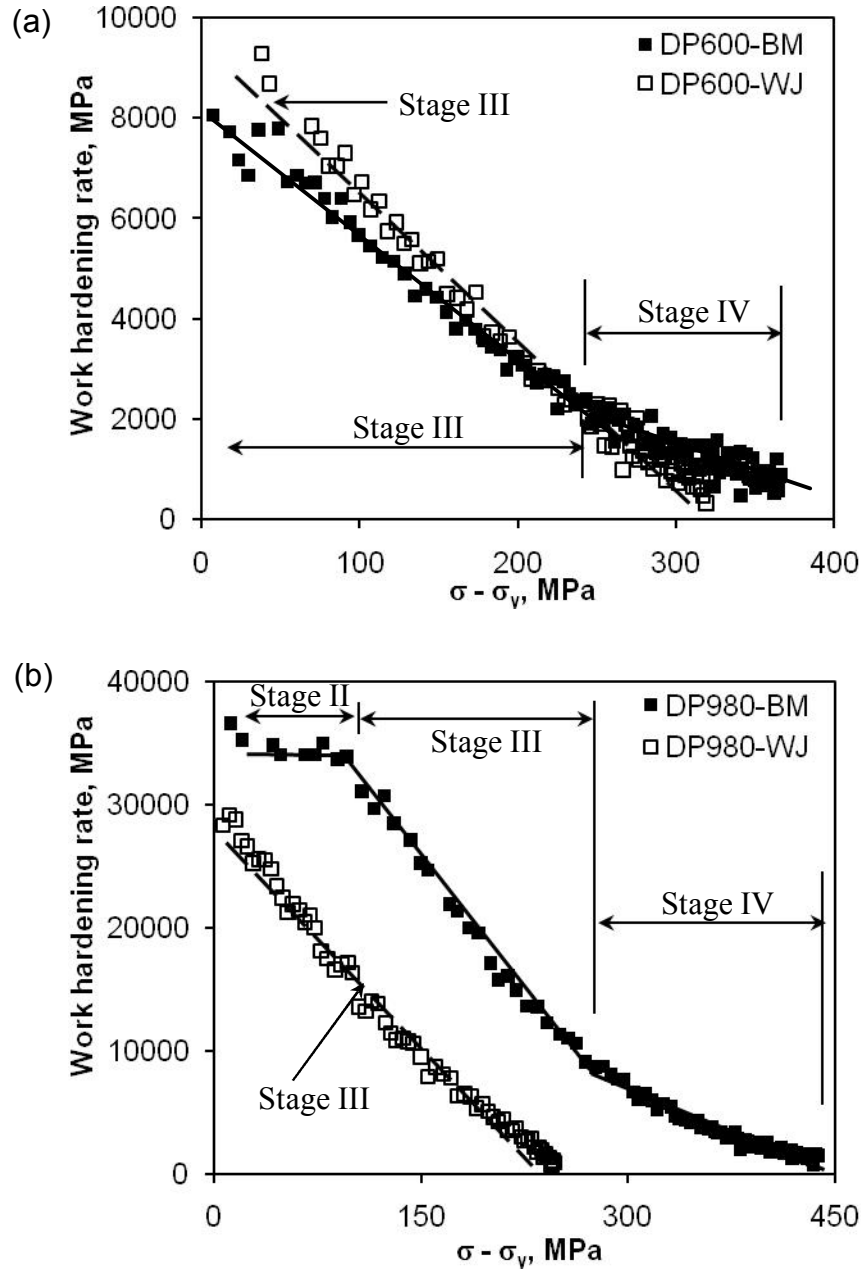 (a)
10000
8000
6000
4000
2000
0
Work hardening rate, MPa
DP600-BM
DP600-WJ
Stage III
Stage IV
Stage III
0 100 200 300 400
σ - σy, MPa
(b)
40000
30000
20000
10000
0
Work hardening rate, MPa
Stage II
DP980-BM
Stage III
DP980-WJ
Stage IV
Stage III
0 150 300 450
σ - σy, MPa